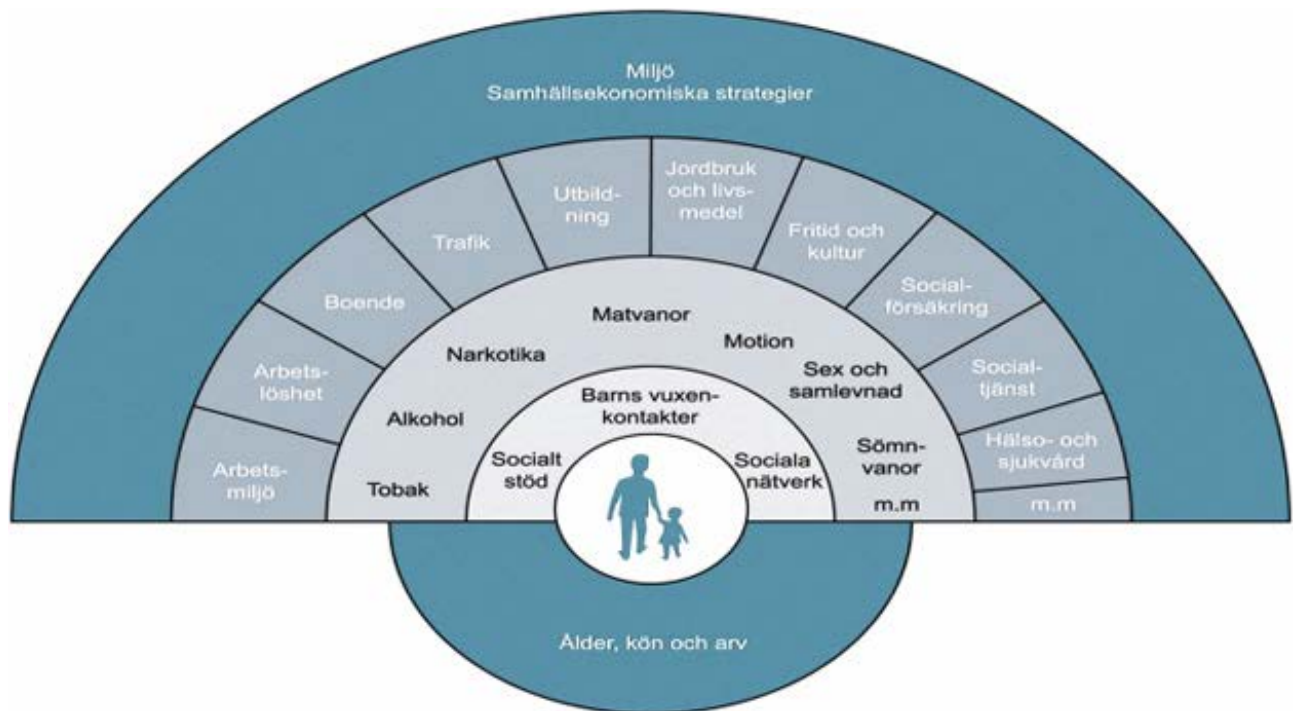 Miljö
Samhällsekonomiska strategier
Arbets-
miljö
Arbets-
löshet
Boende
Trafik
Utbild-
ning
Jordbruk
och livs-
medel
Fritid och
kultur
Social-
försäkring
Social-
tjänst
Hälso- och
sjukvård
m.m
Tobak
Alkohol
Narkotika
Matvanor
Motion
Sex och
samlevnad
Sömn-
vanor
m.m
Socialt
stöd
Barns vuxen-
kontakter
Sociala
nätverk
Ålder, kön och arv